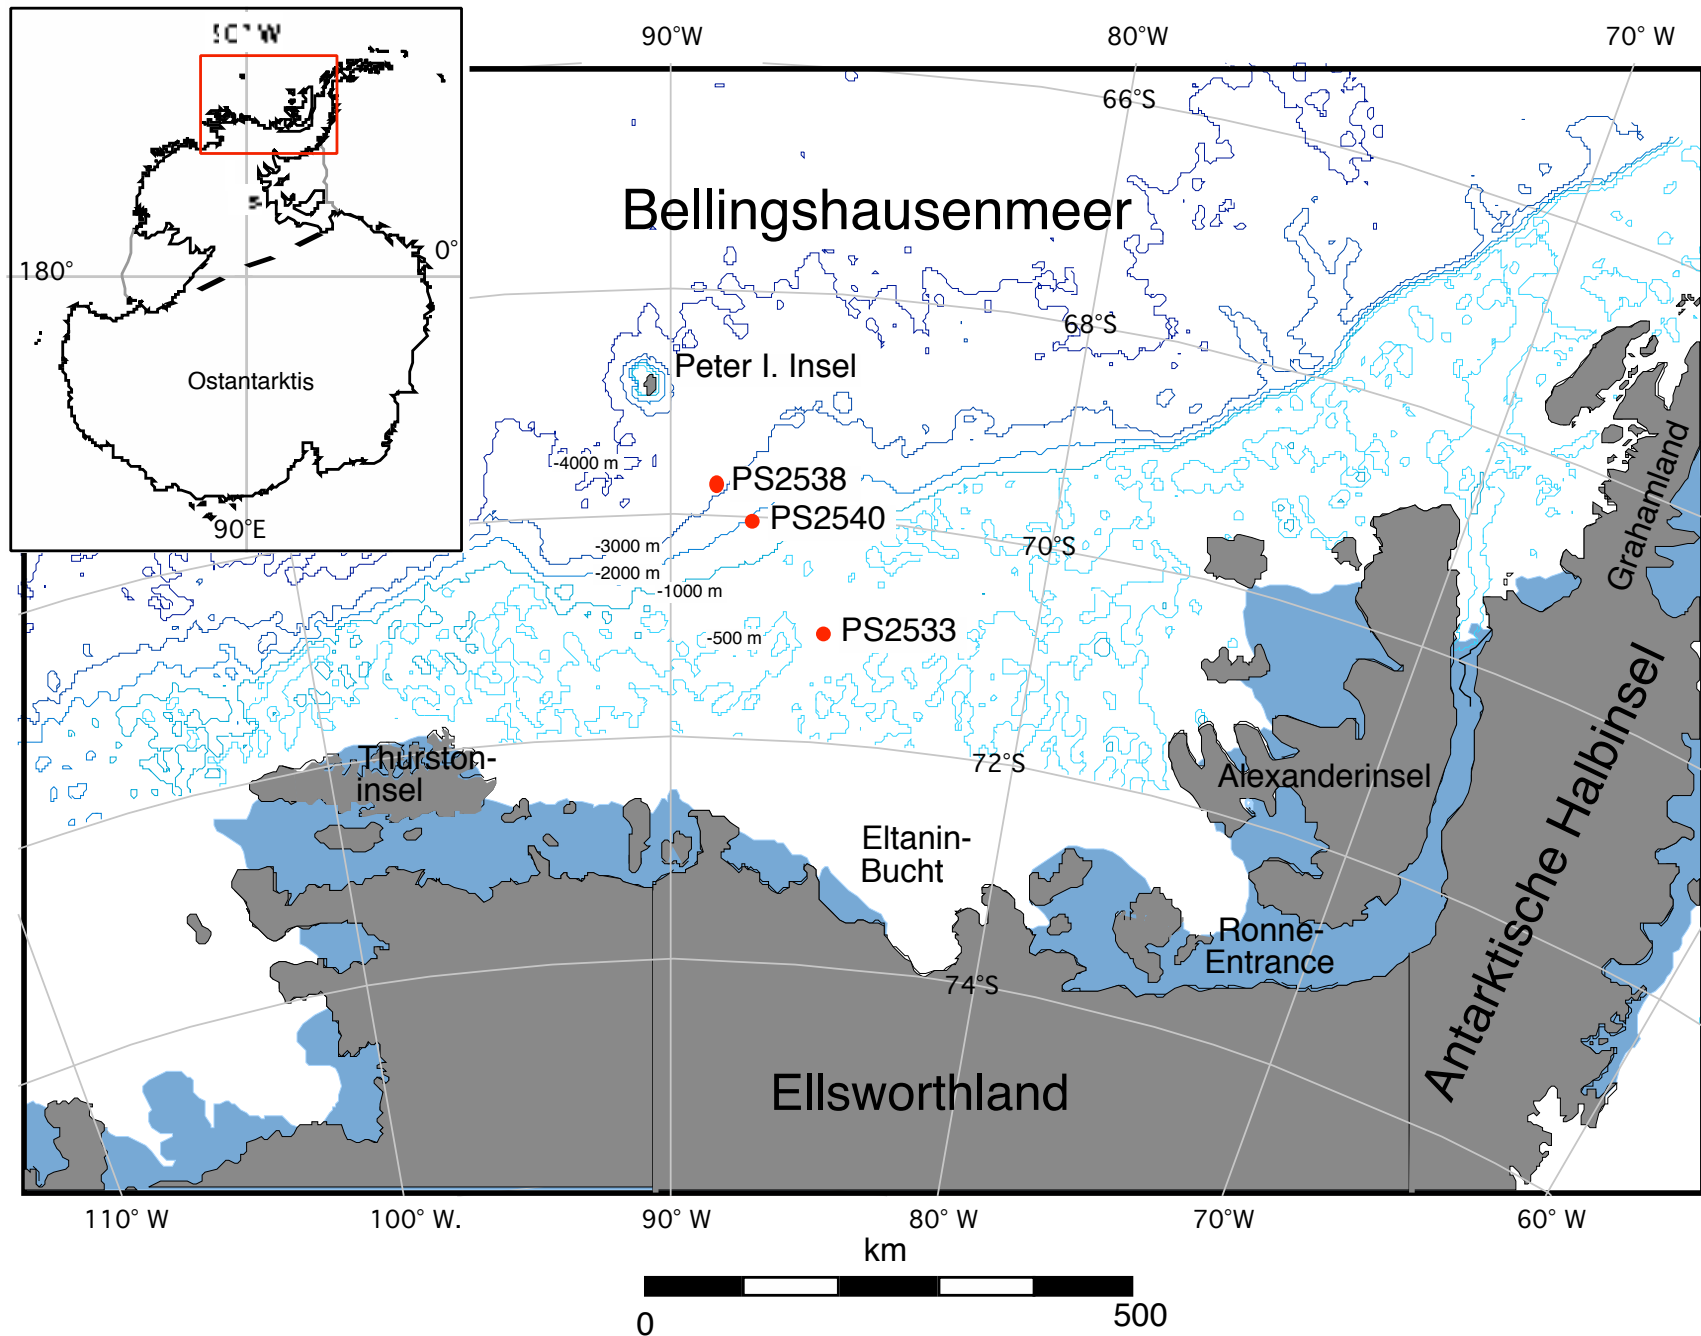 90°W
80°W
70° W
66°S
180°
0°
Ostantarktis
90°E
Bellingshausenmeer
68°S
Peter I. Insel
-4000 m
PS2538
PS2540
-3000 m
70°S
-2000 m
-1000 m
-500 m
PS2533
Grahamland
Thurston-
insel
72°S
Alexanderinsel
Antarktische Halbinsel
Eltanin-
Bucht
Ronne-
Entrance
74°S
Ellsworthland
110° W
100° W.
90° W
80° W
70°W
60° W
km
0
500